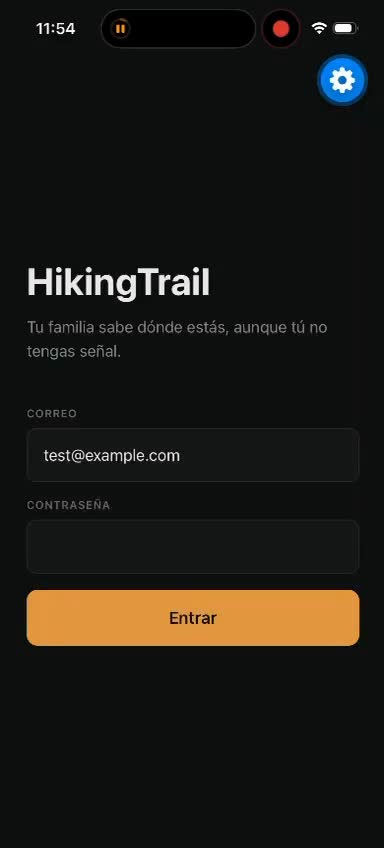 11:54
HikingTrail
Tu familia sabe dónde estás, aunque tú no
tengas señal.
CORREO
test@example.com
CONTRASEÑA
Entrar